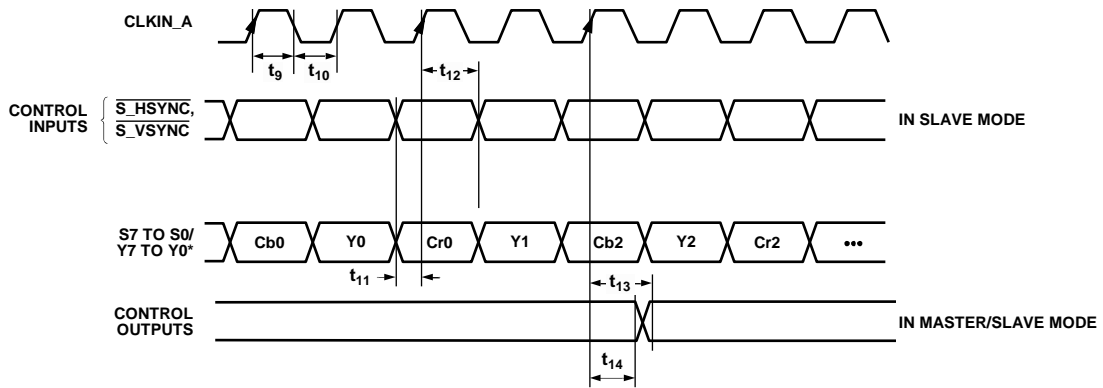 CLKIN_A
t9
t10
t12
CONTROL INPUTS
S_HSYNC,
S_VSYNC
IN SLAVE MODE
S7 TO S0/
Y7 TO Y0*
Cb0
Y0
Cr0
Y1
Cb2
Y2
Cr2
•••
t11
t13
CONTROL
OUTPUTS
IN MASTER/SLAVE MODE
t14